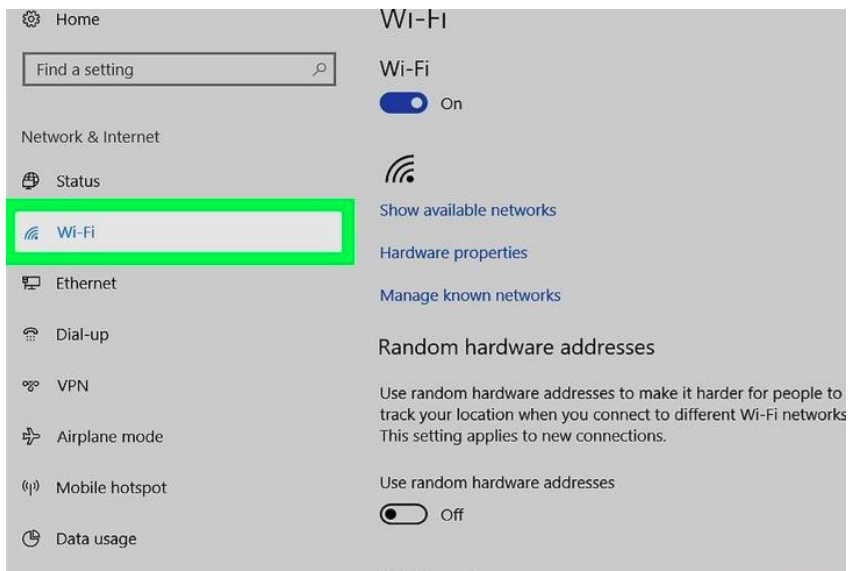 Home
Find a setting
Network & Internet
Status
Wi-Fi
Ethernet
Dial-up
VPN
Airplane mode
Mobile hotspot
Data usage
Wi-Fi
Wi-Fi
On
Show available networks
Hardware properties
Manage known networks
Random hardware addresses
Use random hardware addresses to make it harder for people to
track your location when you connect to different Wi-Fi networks
This setting applies to new connections.
Use random hardware addresses
Off